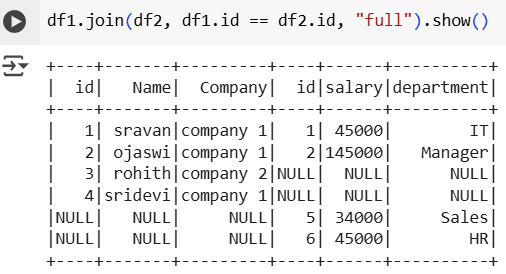 df1.join(df2, df1.id == df2.id, "full").show()
+----+-------+---------+----+------+----------+
|  id|   Name|  Company|  id|salary|department|
+----+-------+---------+----+------+----------+
|   1| sravan|company 1|   1| 45000|        IT|
|   2| ojaswi|company 1|   2|145000|   Manager|
|   3| rohith|company 2|NULL|  NULL|      NULL|
|   4|sridevi|company 1|NULL|  NULL|      NULL|
|NULL|   NULL|     NULL|   5| 34000|     Sales|
|NULL|   NULL|     NULL|   6| 45000|        HR|
+----+-------+---------+----+------+----------+